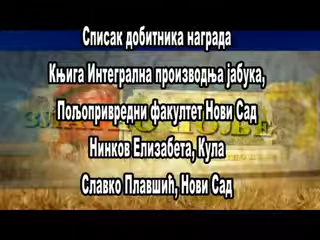 Списак добитника награда
Књига Интегрална производња јабука,
Пољопривредни факултет Нови Сад
Нинков Елизабета, Кула
Славко Плавшић, Нови Сад